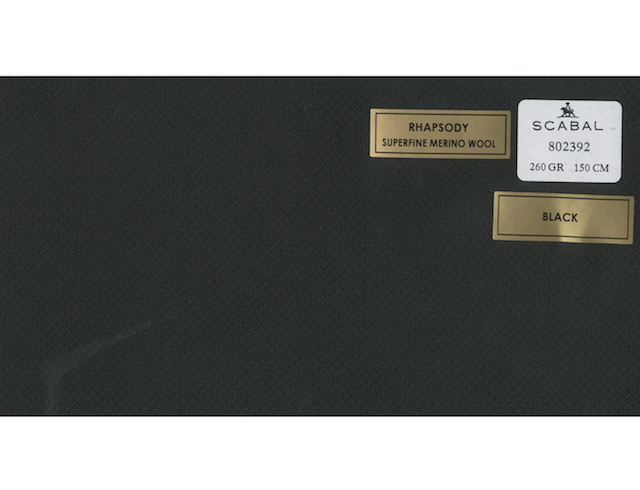 RHAPSODY
SUPERFINE MERINO WOOL
SCABAL
802392
260 GR 150 CM
BLACK